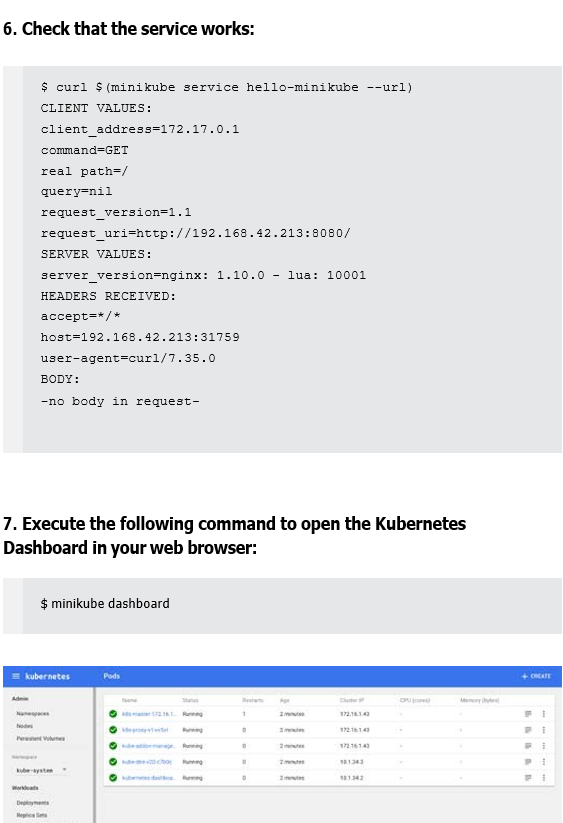 6. Check that the service works:
$ curl $(minikube service hello-minikube --url)
CLIENT VALUES:
client_address=172.17.0.1
command=GET
real path=/
query=nil
request_version=1.1
request_uri=http://192.168.42.213:8080/
SERVER VALUES:
server_version=nginx: 1.10.0 - lua: 10001
HEADERS RECEIVED:
accept=*/*
host=192.168.42.213:31759
user-agent=curl/7.35.0
BODY:
-no body in request-
7. Execute the following command to open the Kubernetes
Dashboard in your web browser:
$ minikube dashboard
kubernetes Pods + CREATE
Admin
Namespaces
Nodes
Persistent Volumes
Namespace
kube-system
Workloads
Deployments
Replica Sets
Name Status Restarts Age Cluster IP CPU (cores) Memory (bytes)
k8s-master-172.16.1... Running 1 2 minutes 172.16.1.43 - -
k8s-proxy-v1- Running 0 2 minutes 172.16.1.43 - -
kube-addon-manage... Running 0 2 minutes 172.16.1.43 - -
kube-dns-v20- Running 0 2 minutes 10.1.34.3 - -
kubernetes-dashboa... Running 0 2 minutes 10.1.34.2 - -